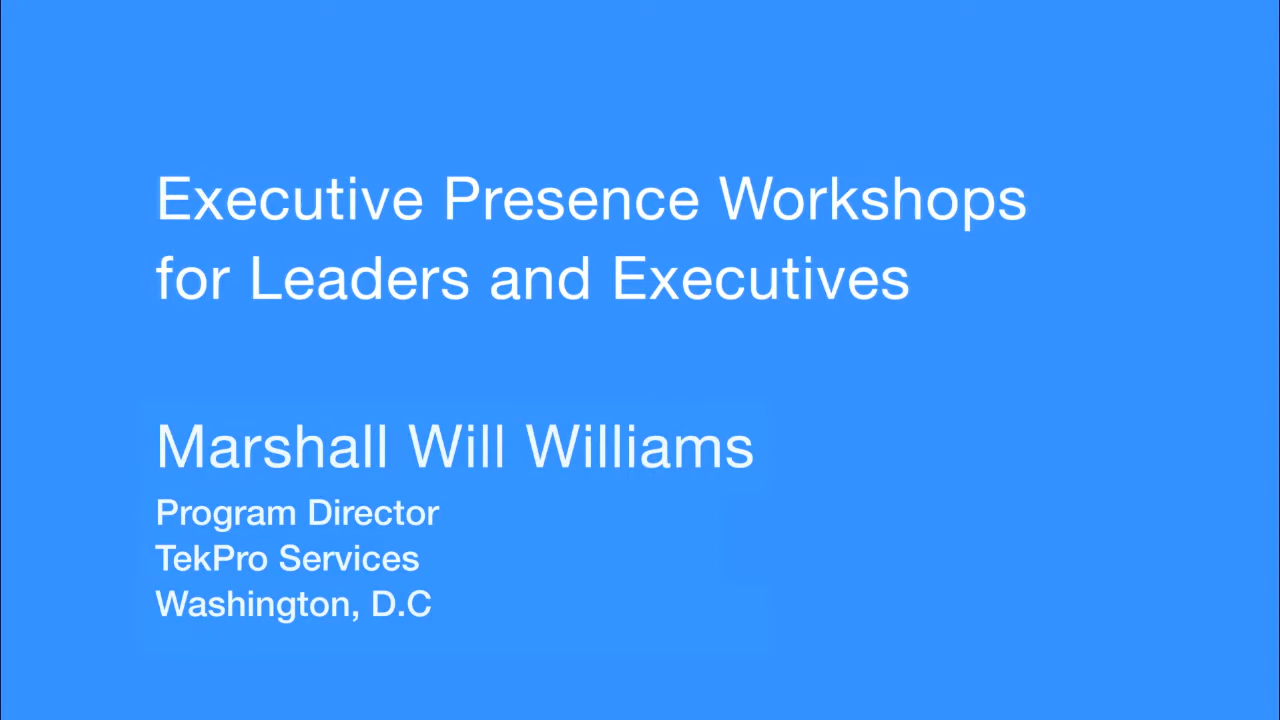 Executive Presence Workshops
for Leaders and Executives
Marshall Will Williams
Program Director
TekPro Services
Washington, D.C